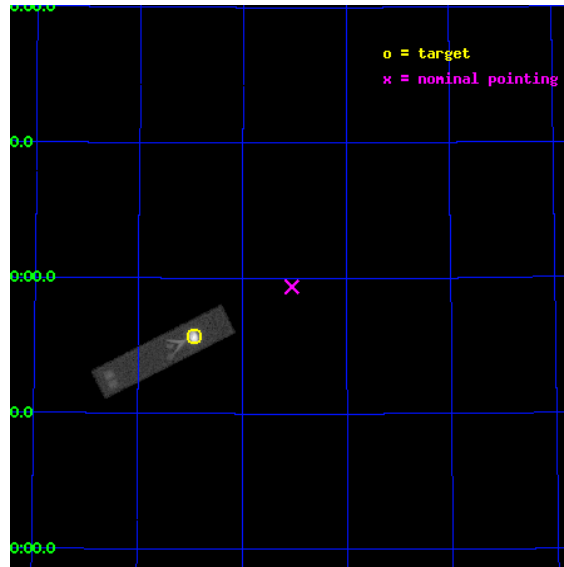 0:00.0
o = target
x = nominal pointing
0.0
0:00.0
0.0
0:00.0